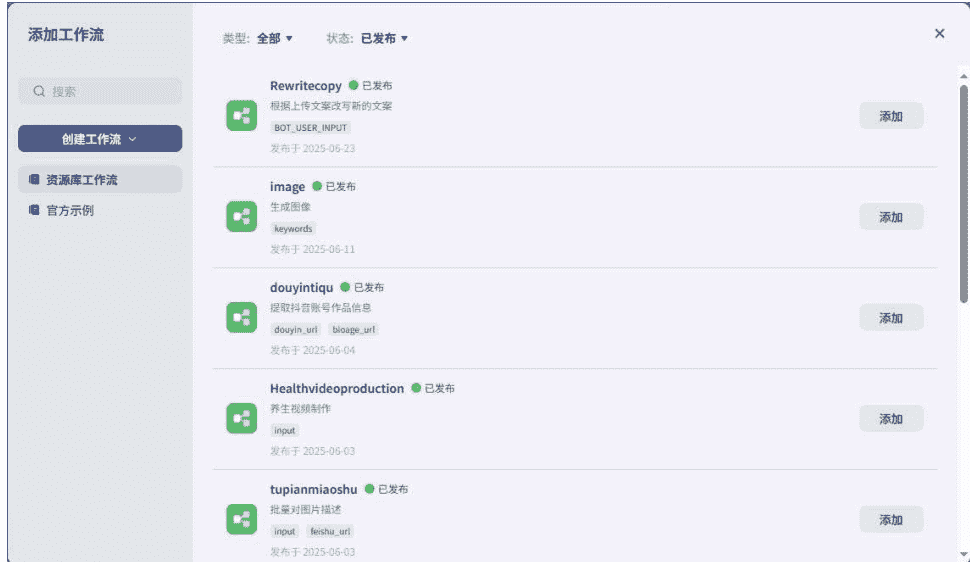 添加工作流
搜索
创建工作流
资源库工作流
官方示例
类型: 全部 状态: 已发布
Rewritecopy 已发布
根据上传文案改写新的文案
BOT_USER_INPUT
发布于 2025-06-23
添加
image 已发布
生成图像
keywords
发布于 2025-06-11
添加
douyintiqu 已发布
提取抖音账号作品信息
douyin_url bioage_url
发布于 2025-06-04
添加
Healthvideoproduction 已发布
养生视频制作
input
发布于 2025-06-03
添加
tupianmiaoshu 已发布
批量对图片描述
input feishu_url
发布于 2025-06-03
添加